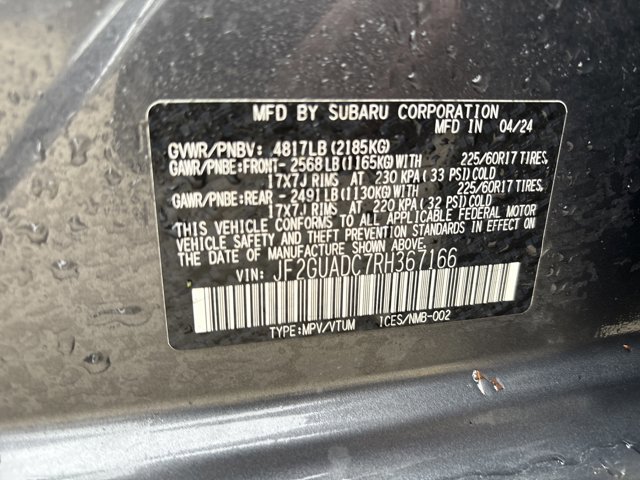 MFD BY SUBARU CORPORATION
MFD IN 04/24
GVWR/PNBV: 4817LB (2185KG)
GAWR/PNBE:FRONT- 2568LB (1165KG) WITH 225/60R17 TIRES,
17X7J RIMS AT 230 KPA ( 33 PSI) COLD
GAWR/PNBE:REAR - 2491LB (1130KG) WITH 225/60R17 TIRES,
17X7J RIMS AT 220 KPA ( 32 PSI) COLD
THIS VEHICLE CONFORMS TO ALL APPLICABLE FEDERAL MOTOR
VEHICLE SAFETY AND THEFT PREVENTION STANDARDS IN EFFECT ON
THE DATE OF MANUFACTURE SHOWN ABOVE.
VIN: JF2GUADC7RH367166
TYPE:MPV/VTUM ICES/NMB-002